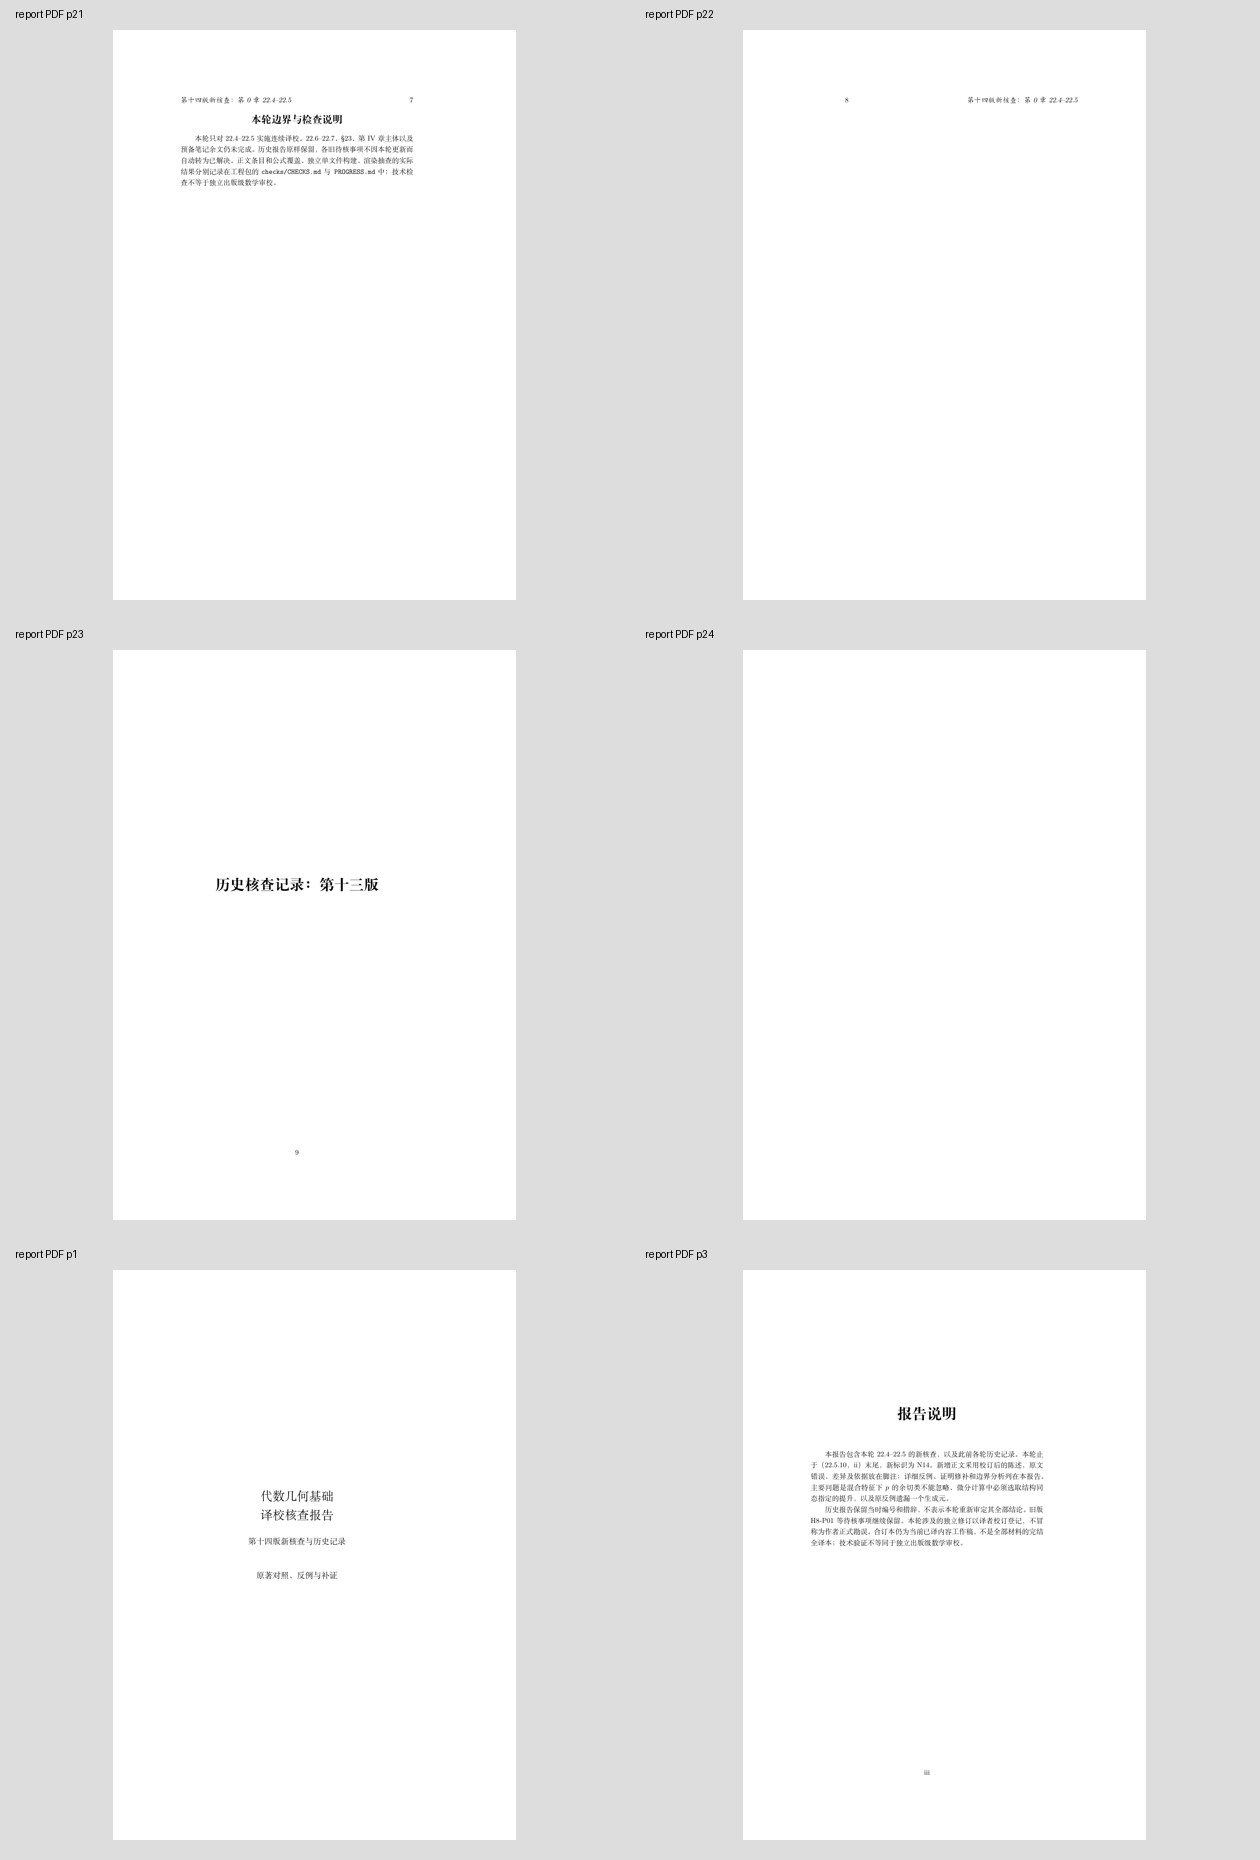 report PDF p21
第十四版新核查：第 0 章 22.4–22.5 7
本轮边界与检查说明
本轮只对 22.4–22.5 实施连续译校。22.6–22.7、§23、第 IV 章主体以及
预备笔记余文仍未完成。历史报告原样保留，各旧待核事项不因本轮更新而
自动转为已解决。正文条目和公式覆盖、独立单文件构建、渲染抽查的实际
结果分别记录在工程包的 checks/CHECKS.md 与 PROGRESS.md 中；技术检
查不等于独立出版级数学审校。
report PDF p22
8 第十四版新核查：第 0 章 22.4–22.5
report PDF p23
历史核查记录：第十三版
9
report PDF p24
report PDF p1
代数几何基础
译校核查报告
第十四版新核查与历史记录
原著对照、反例与补证
report PDF p3
报告说明
本报告包含本轮 22.4–22.5 的新核查，以及此前各轮历史记录。本轮止
于（22.5.10，ii）末尾，新标识为 N14。新增正文采用校订后的陈述，原文
错误、差异及依据放在脚注；详细反例、证明修补和边界分析列在本报告。
主要问题是混合特征下 p 的余切类不能忽略、微分计算中必须选取结构同
态指定的提升，以及原反例遗漏一个生成元。
历史报告保留当时编号和措辞，不表示本轮重新审定其全部结论。旧版
H8-P01 等待核事项继续保留。本轮涉及的独立修订以译者校订登记，不冒
称为作者正式勘误。合订本仍为当前已译内容工作稿，不是全部材料的完结
全译本；技术验证不等同于独立出版级数学审校。
iii